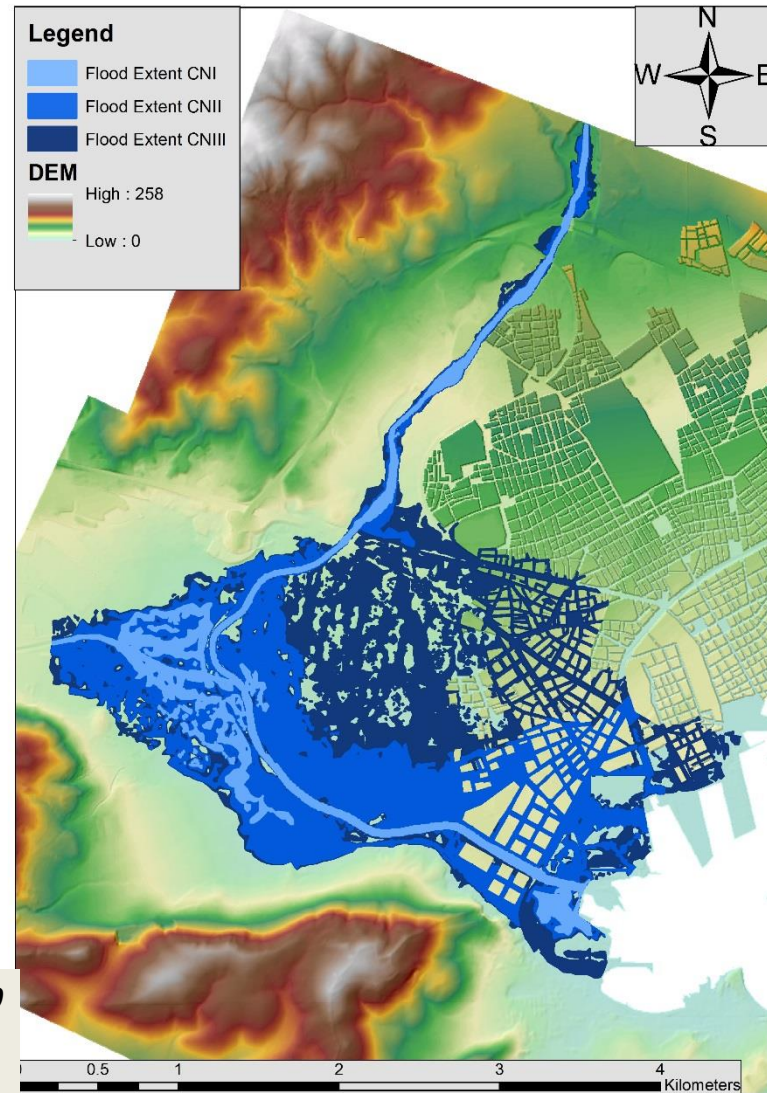 Legend
N
Flood Extent CNI
W E
Flood Extent CNII
Flood Extent CNIII
S
DEM
High : 258
Low : 0
0.5 1 2 3 4
Kilometers